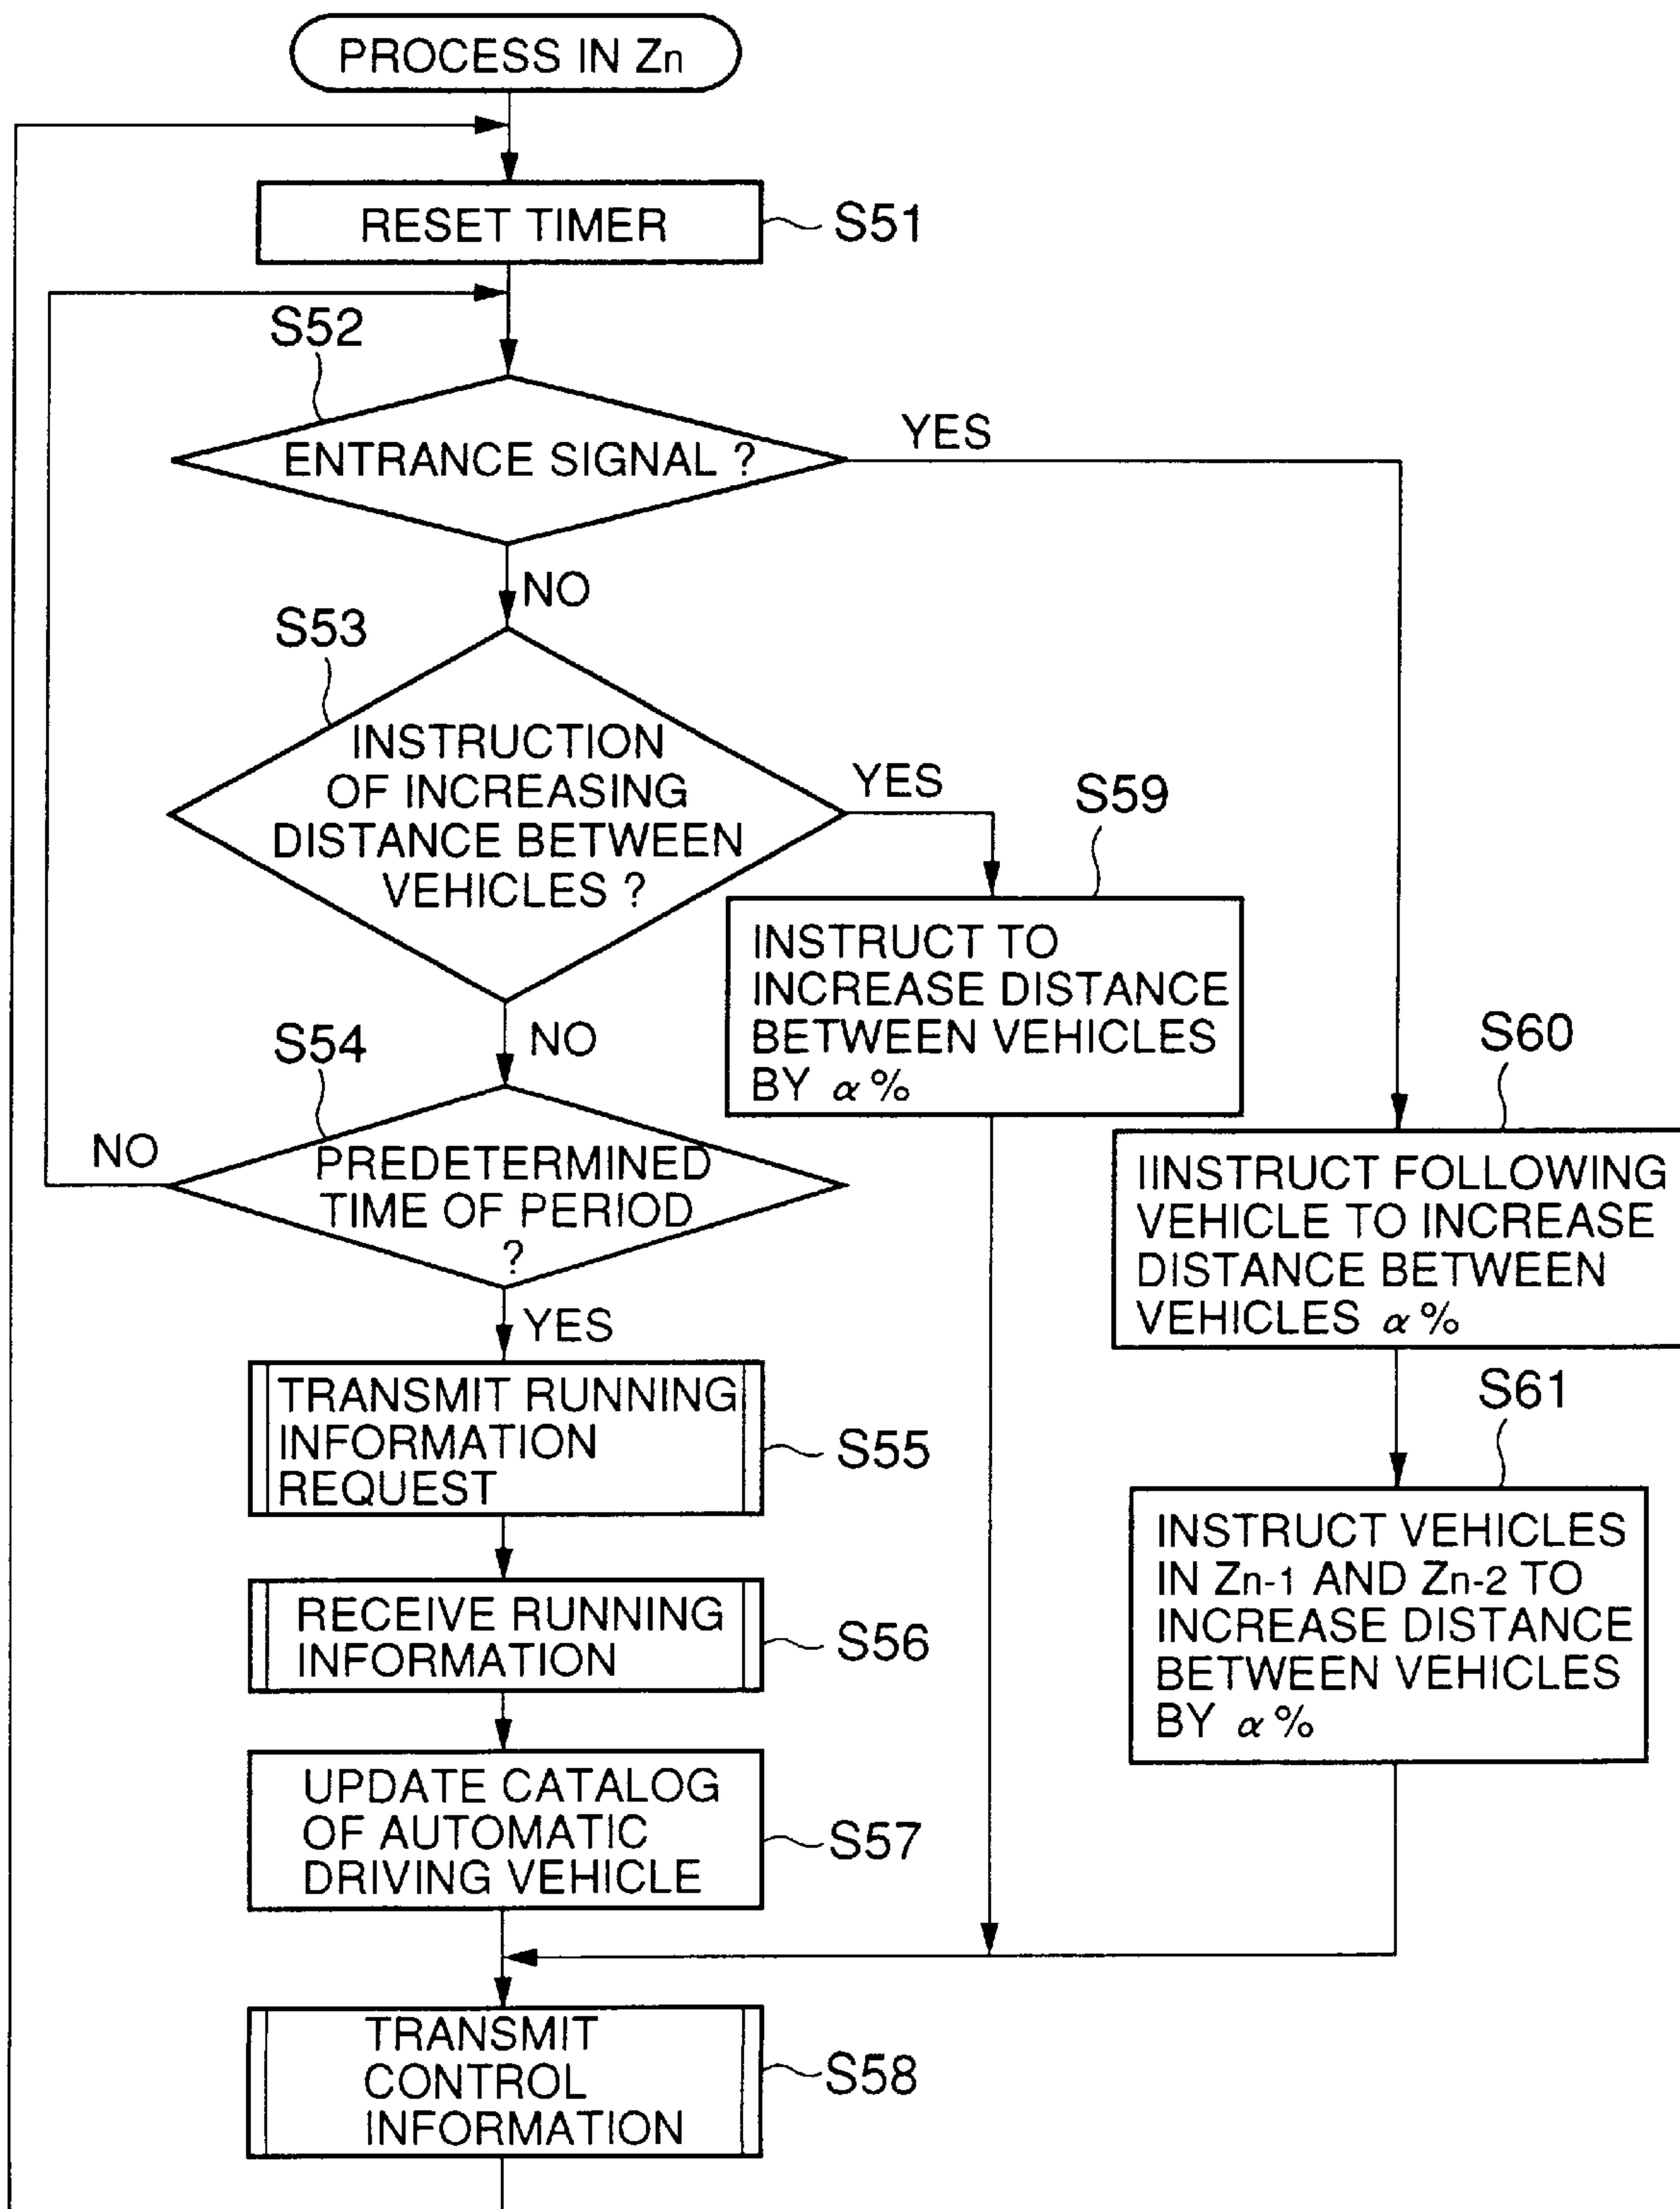 PROCESS IN Zn
RESET TIMER
S51
S52
ENTRANCE SIGNAL ?
YES
NO
S53
INSTRUCTION
OF INCREASING
DISTANCE BETWEEN
VEHICLES ?
YES
S59
INSTRUCT TO
INCREASE DISTANCE
BETWEEN VEHICLES
BY α %
NO
S54
NO
PREDETERMINED
TIME OF PERIOD
?
YES
S60
IINSTRUCT FOLLOWING
VEHICLE TO INCREASE
DISTANCE BETWEEN
VEHICLES α %
S61
INSTRUCT VEHICLES
IN Zn-1 AND Zn-2 TO
INCREASE DISTANCE
BETWEEN VEHICLES
BY α %
TRANSMIT RUNNING
INFORMATION
REQUEST
S55
RECEIVE RUNNING
INFORMATION
S56
UPDATE CATALOG
OF AUTOMATIC
DRIVING VEHICLE
S57
TRANSMIT
CONTROL
INFORMATION
S58